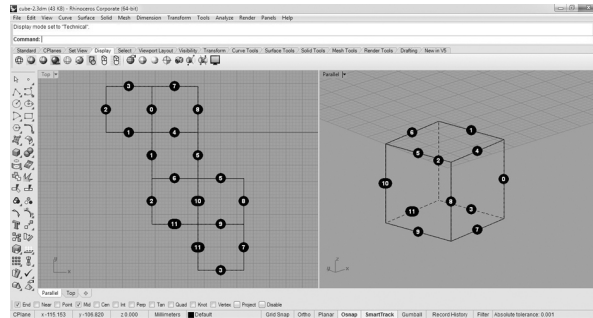 cube-2.3dm (43 KB) - Rhinoceros Corporate (64-bit)
File Edit View Curve Surface Solid Mesh Dimension Transform Tools Analyze Render Panels Help
Display mode set to "Technical".
Command:
Standard CPlanes Set View Display Select Viewport Layout Visibility Transform Curve Tools Surface Tools Solid Tools Mesh Tools Render Tools Drafting New in V5
Top
3 7
2 0 8
1 4
1 5
6 5
2 10 8
11 9
11 7
3
Parallel
6 1
5 4
2
10 0
8
11 3
9 7
z y x
y x
Parallel Top
End Near Point Mid Cen Int Perp Tan Quad Knot Vertex Project Disable
CPlane x -115.153 y -106.820 z 0.000 Millimeters Default Grid Snap Ortho Planar Osnap SmartTrack Gumball Record History Filter Absolute tolerance: 0.001